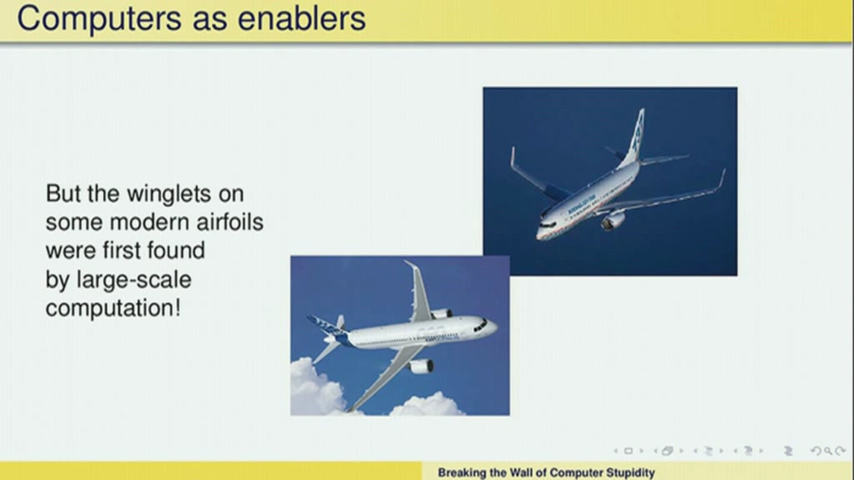 Computers as enablers
But the winglets on
some modern airfoils
were first found
by large-scale
computation!
Breaking the Wall of Computer Stupidity